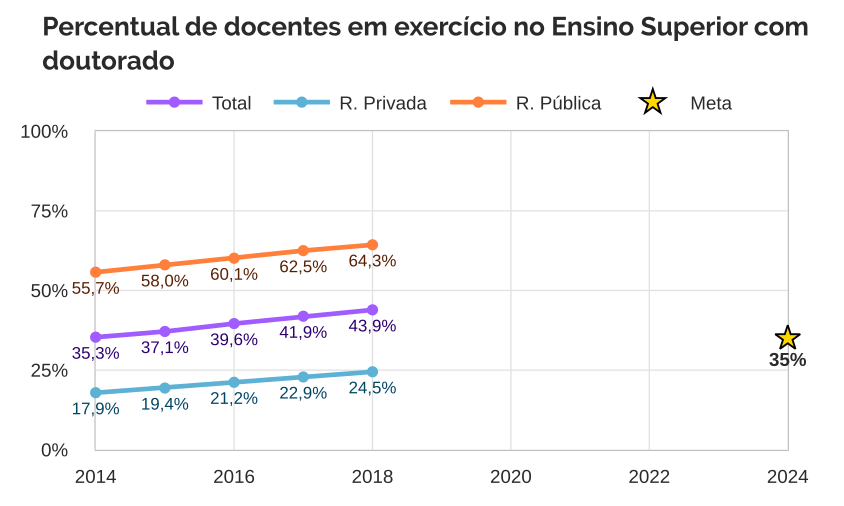 Percentual de docentes em exercício no Ensino Superior com
doutorado
Total R. Privada R. Pública Meta
100%
75%
50%
25%
0%
55,7% 58,0% 60,1% 62,5% 64,3%
35,3% 37,1% 39,6% 41,9% 43,9%
17,9% 19,4% 21,2% 22,9% 24,5%
35%
2014 2016 2018 2020 2022 2024